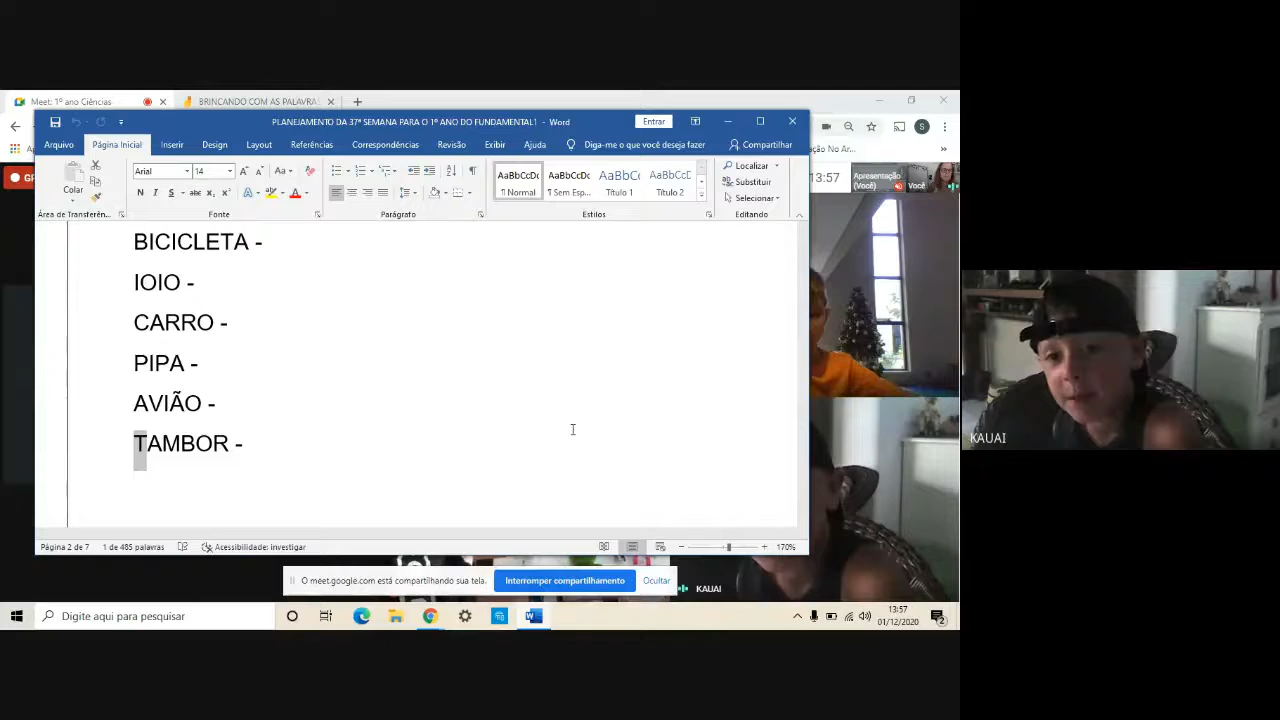 Meet: 1º ano Ciências
BRINCANDO COM AS PALAVRA
PLANEJAMENTO DA 37ª SEMANA PARA O 1º ANO DO FUNDAMENTAL1 - Word
Entrar
Arquivo Página Inicial Inserir Design Layout Referências Correspondências Revisão Exibir Ajuda Diga-me o que você deseja fazer Compartilhar
Colar
Arial 14
N I S
AaBbCcDc AaBbCcDc AaBbCc AaBbCcD
¶ Normal ¶ Sem Esp... Título 1 Título 2
Localizar
Substituir
Selecionar
Área de Transferên... Fonte Parágrafo Estilos Editando
13:57
Apresentação
(Você)
Você
BICICLETA -
IOIO -
CARRO -
PIPA -
AVIÃO -
TAMBOR -
KAUAI
Página 2 de 7 1 de 485 palavras Acessibilidade: investigar 170%
O meet.google.com está compartilhando sua tela. Interromper compartilhamento Ocultar
KAUAI
Digite aqui para pesquisar
13:57
01/12/2020
2